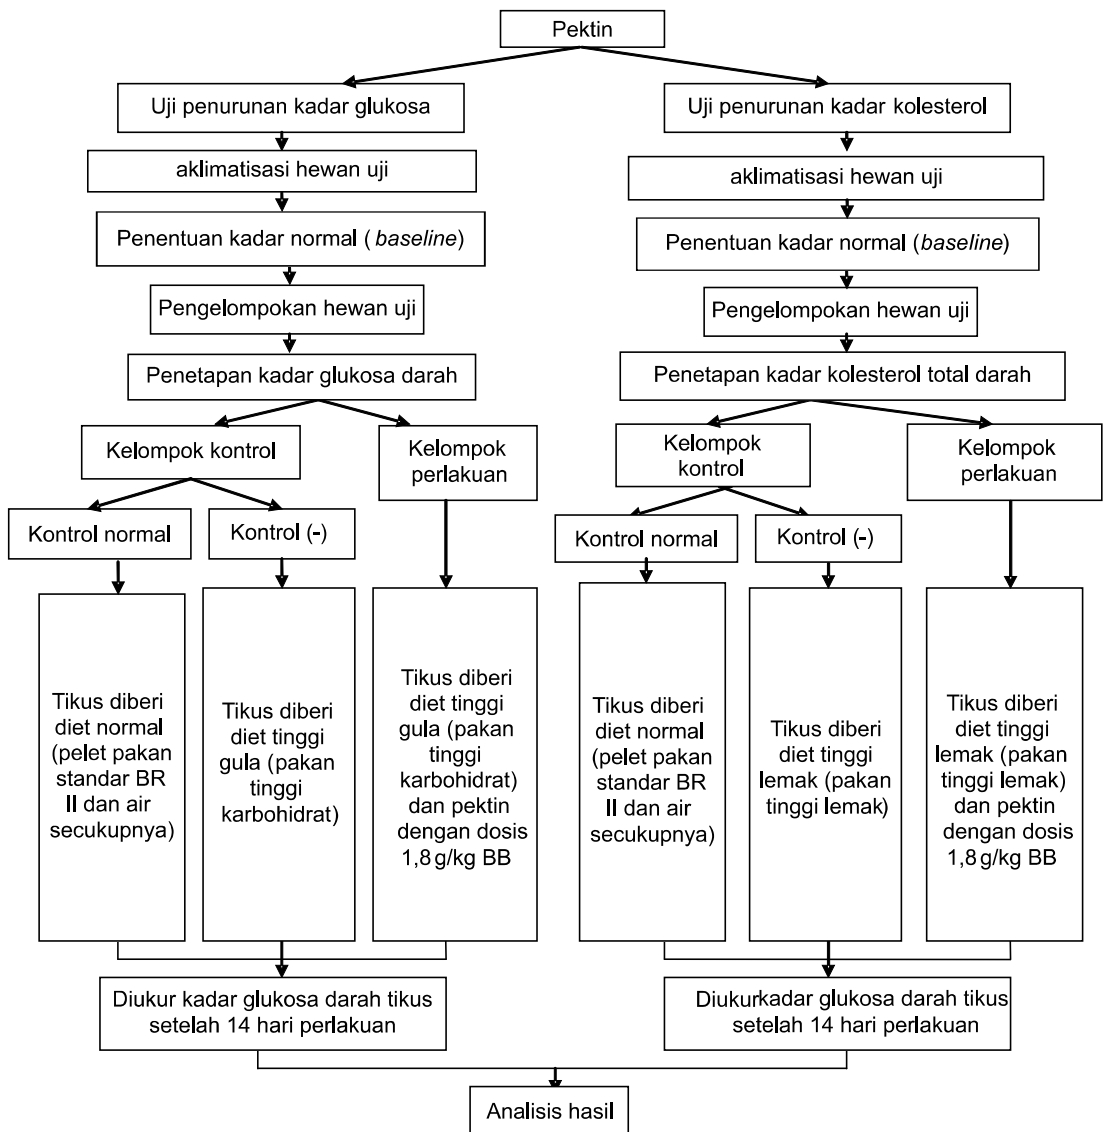 Pektin
Uji penurunan kadar glukosa
aklimatisasi hewan uji
Penentuan kadar normal (baseline)
Pengelompokan hewan uji
Penetapan kadar glukosa darah
Kelompok kontrol
Kelompok
perlakuan
Kontrol normal
Kontrol (-)
Tikus diberi
diet normal
(pelet pakan
standar BR
II dan air
secukupnya)
Tikus diberi
diet tinggi
gula (pakan
tinggi
karbohidrat)
Tikus diberi
diet tinggi
gula (pakan
tinggi
karbohidrat)
dan pektin
dengan dosis
1,8 g/kg BB
Diukur kadar glukosa darah tikus
setelah 14 hari perlakuan
Uji penurunan kadar kolesterol
aklimatisasi hewan uji
Penentuan kadar normal (baseline)
Pengelompokan hewan uji
Penetapan kadar kolesterol total darah
Kelompok
kontrol
Kelompok
perlakuan
Kontrol normal
Kontrol (-)
Tikus diberi
diet normal
(pelet pakan
standar BR
II dan air
secukupnya)
Tikus diberi
diet tinggi
lemak (pakan
tinggi lemak)
Tikus diberi
diet tinggi
lemak (pakan
tinggi lemak)
dan pektin
dengan dosis
1,8 g/kg BB
Diukurkadar glukosa darah tikus
setelah 14 hari perlakuan
Analisis hasil